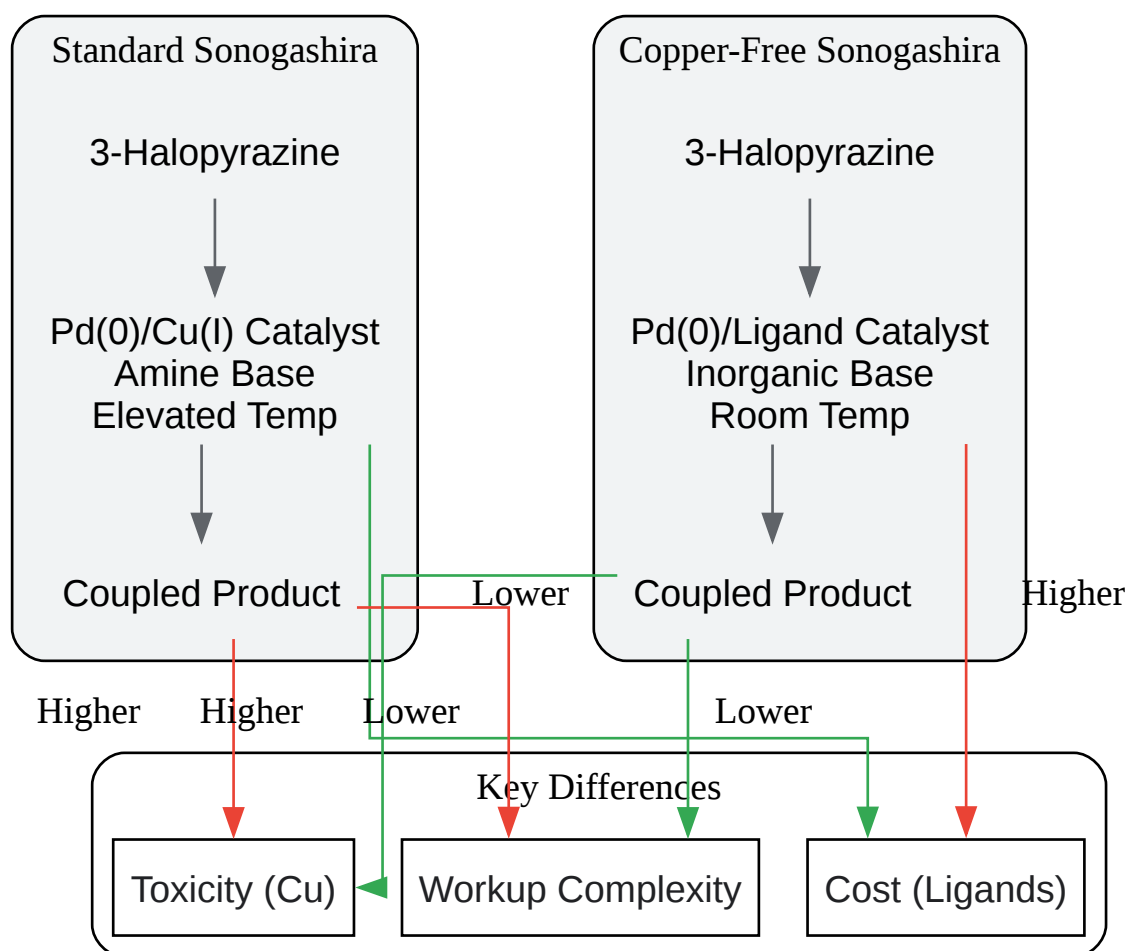 Standard Sonogashira
3-Halopyrazine
Pd(0)/Cu(I) Catalyst
Amine Base
Elevated Temp
Coupled Product
Copper-Free Sonogashira
3-Halopyrazine
Pd(0)/Ligand Catalyst
Inorganic Base
Room Temp
Coupled Product
Lower
Higher
Higher
Higher
Lower
Lower
Key Differences
Toxicity (Cu)
Workup Complexity
Cost (Ligands)